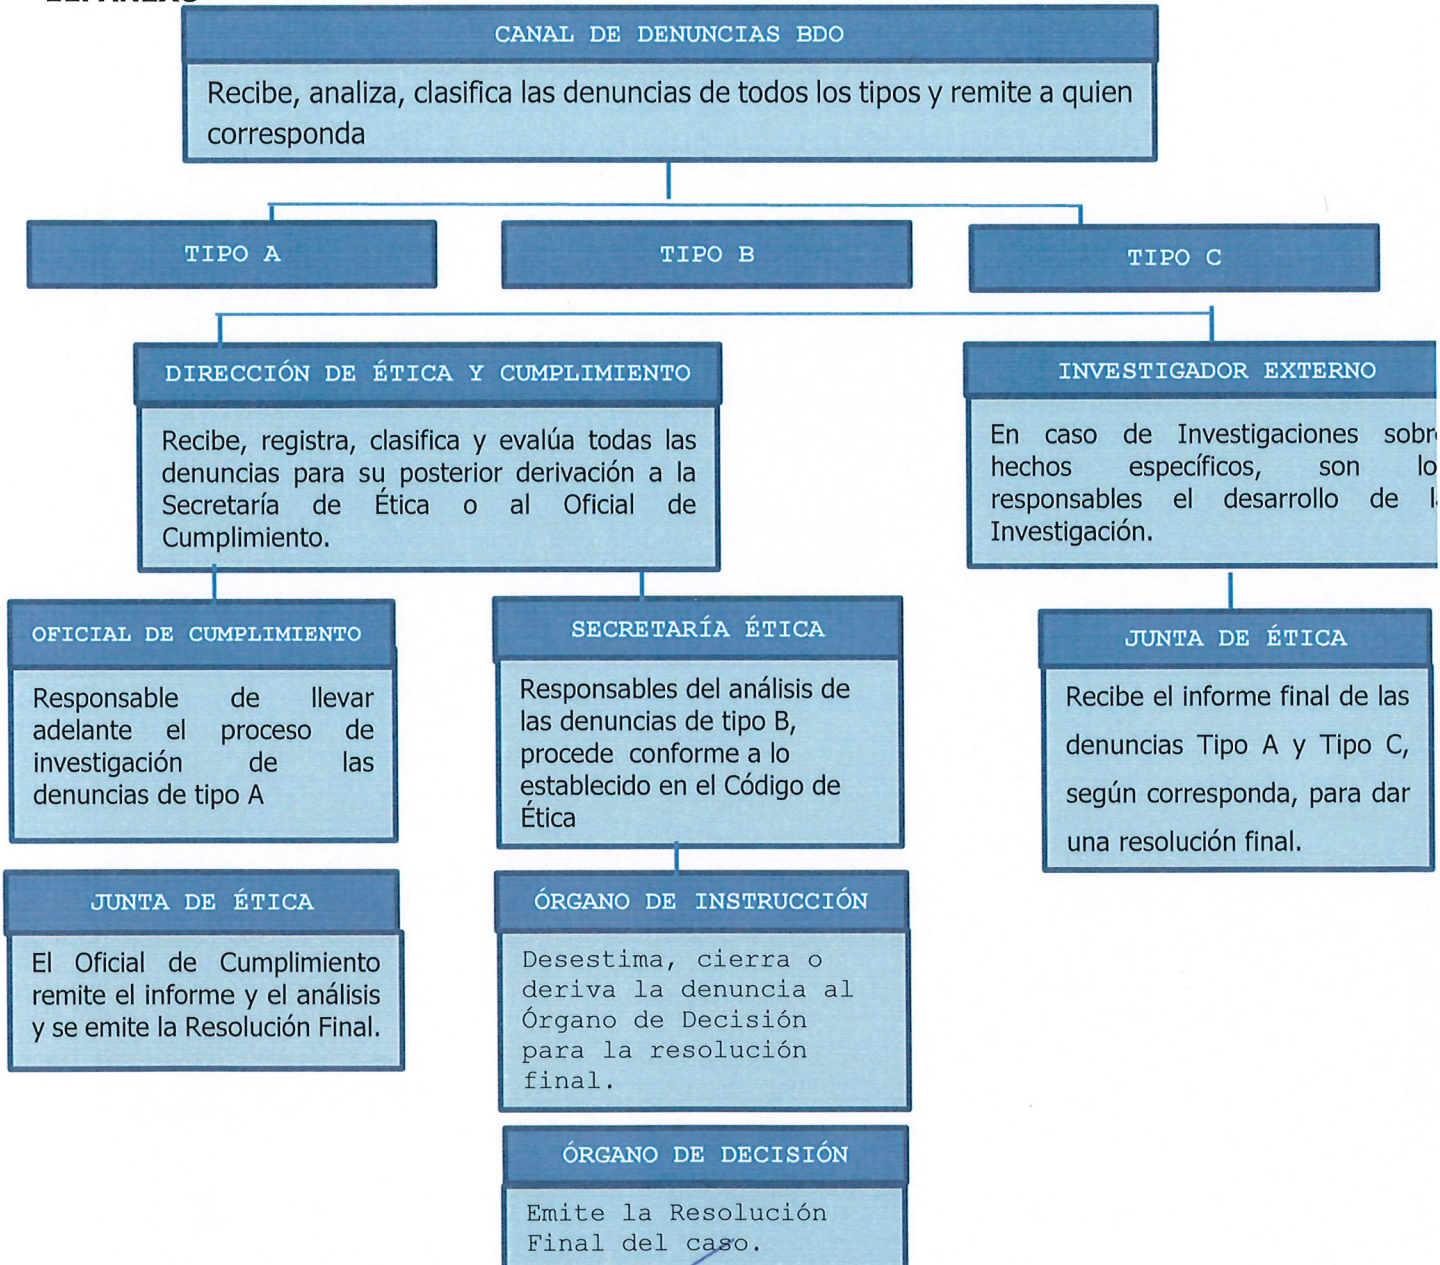 CANAL DE DENUNCIAS BDO
Recibe, analiza, clasifica las denuncias de todos los tipos y remite a quien
corresponda
TIPO A
TIPO B
TIPO C
DIRECCIÓN DE ÉTICA Y CUMPLIMIENTO
Recibe, registra, clasifica y evalúa todas las
denuncias para su posterior derivación a la
Secretaría de Ética o al Oficial de
Cumplimiento.
INVESTIGADOR EXTERNO
En caso de Investigaciones sobr
hechos específicos, son lo
responsables el desarrollo de l
Investigación.
OFICIAL DE CUMPLIMIENTO
Responsable de llevar
adelante el proceso de
investigación de las
denuncias de tipo A
SECRETARÍA ÉTICA
Responsables del análisis de
las denuncias de tipo B,
procede conforme a lo
establecido en el Código de
Ética
JUNTA DE ÉTICA
Recibe el informe final de las
denuncias Tipo A y Tipo C,
según corresponda, para dar
una resolución final.
JUNTA DE ÉTICA
El Oficial de Cumplimiento
remite el informe y el análisis
y se emite la Resolución Final.
ÓRGANO DE INSTRUCCIÓN
Desestima, cierra o
deriva la denuncia al
Órgano de Decisión
para la resolución
final.
ÓRGANO DE DECISIÓN
Emite la Resolución
Final del caso.